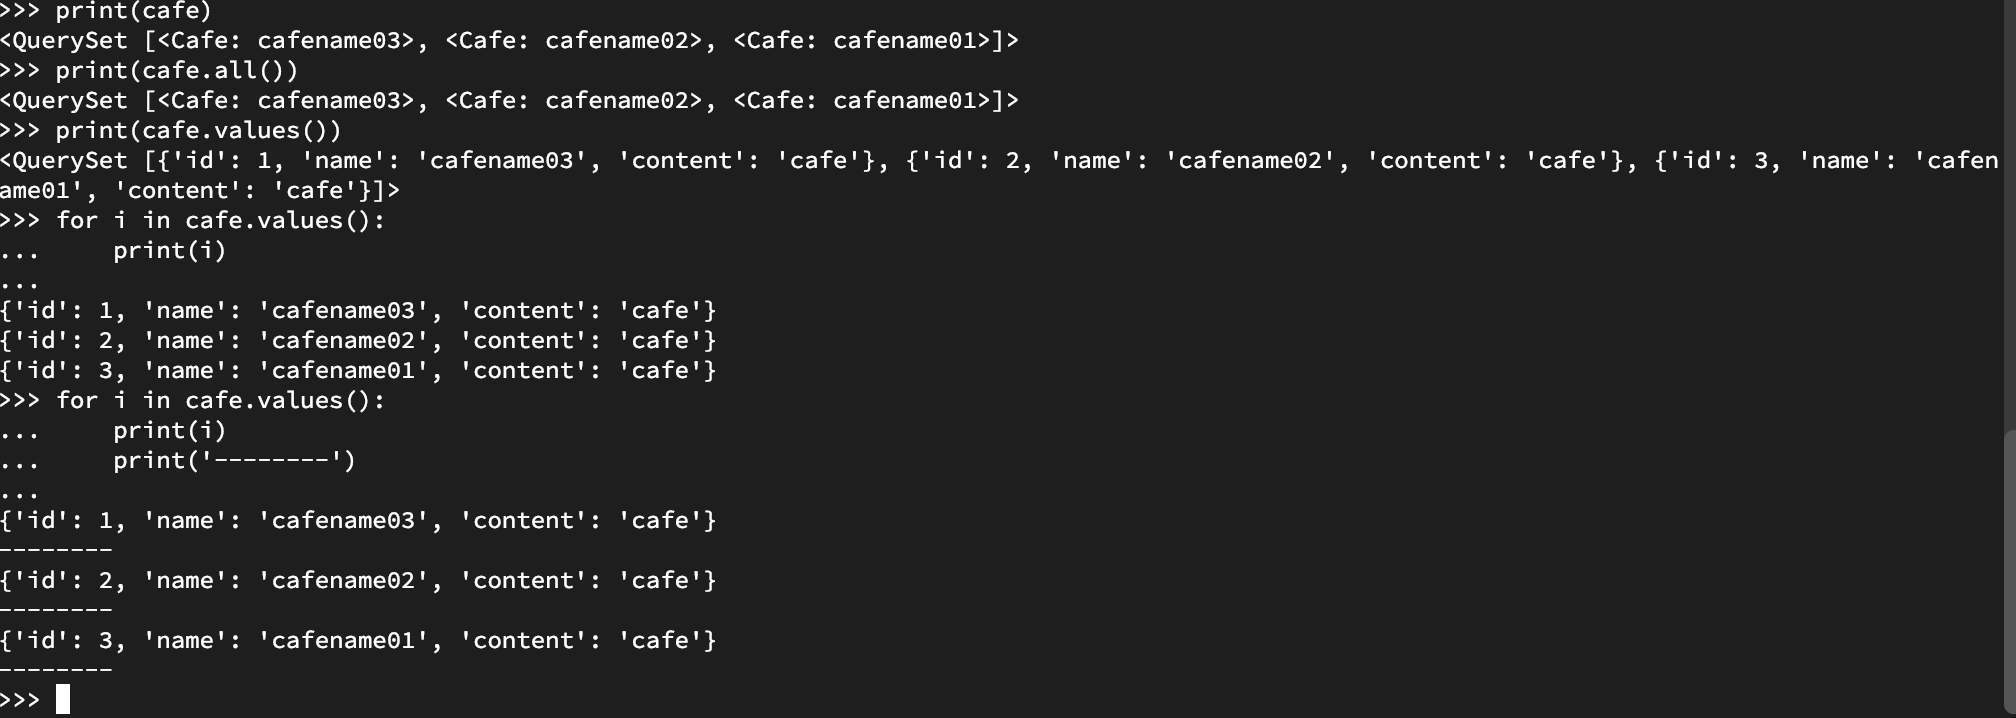 >>> print(cafe)
<QuerySet [<Cafe: cafename03>, <Cafe: cafename02>, <Cafe: cafename01>]>
>>> print(cafe.all())
<QuerySet [<Cafe: cafename03>, <Cafe: cafename02>, <Cafe: cafename01>]>
>>> print(cafe.values())
<QuerySet [{'id': 1, 'name': 'cafename03', 'content': 'cafe'}, {'id': 2, 'name': 'cafename02', 'content': 'cafe'}, {'id': 3, 'name': 'cafen
ame01', 'content': 'cafe'}]>
>>> for i in cafe.values():
...     print(i)
...
{'id': 1, 'name': 'cafename03', 'content': 'cafe'}
{'id': 2, 'name': 'cafename02', 'content': 'cafe'}
{'id': 3, 'name': 'cafename01', 'content': 'cafe'}
>>> for i in cafe.values():
...     print(i)
...     print('--------')
...
{'id': 1, 'name': 'cafename03', 'content': 'cafe'}
--------
{'id': 2, 'name': 'cafename02', 'content': 'cafe'}
--------
{'id': 3, 'name': 'cafename01', 'content': 'cafe'}
--------
>>>